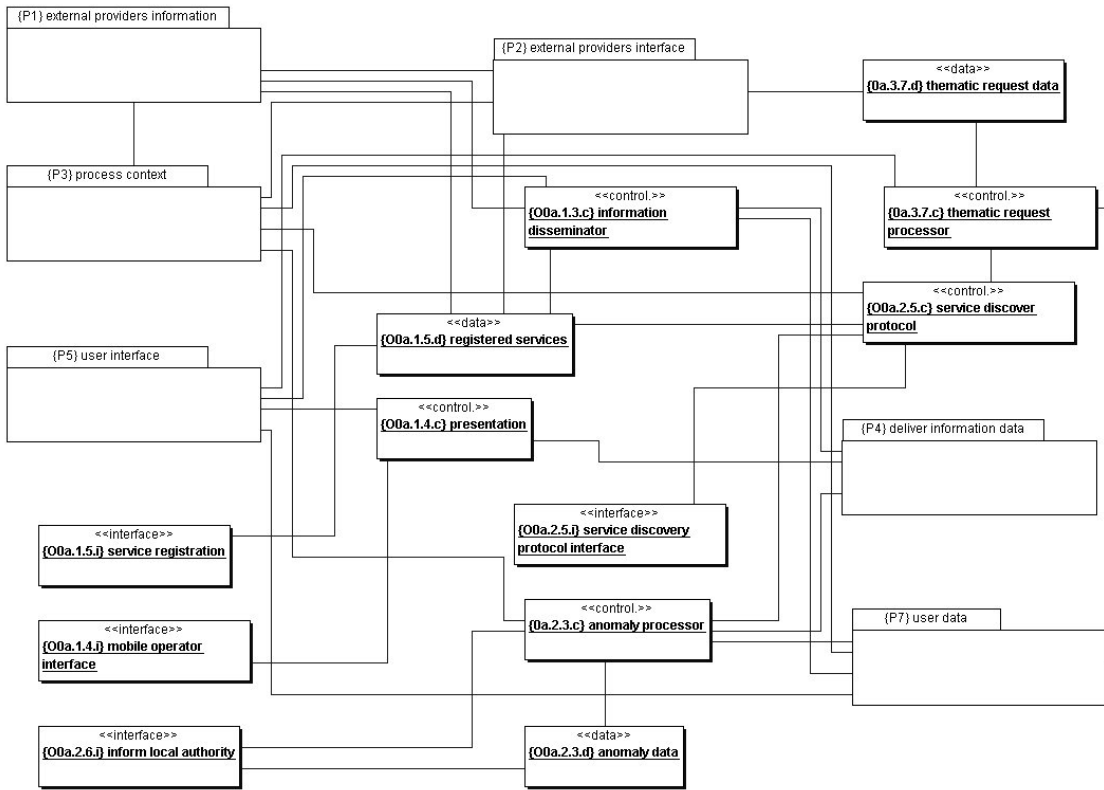 {P1} external providers information
{P2} external providers interface
<<data>>
{0a.3.7.d} thematic request data
{P3} process context
<<control.>>
{O0a.1.3.c} information
disseminator
<<control.>>
{0a.3.7.c} thematic request
processor
<<control.>>
{O0a.2.5.c} service discover
protocol
<<data>>
{O0a.1.5.d} registered services
{P5} user interface
<<control.>>
{O0a.1.4.c} presentation
{P4} deliver information data
<<interface>>
{O0a.2.5.i} service discovery
protocol interface
<<interface>>
{O0a.1.5.i} service registration
<<control.>>
{0a.2.3.c} anomaly processor
{P7} user data
<<interface>>
{O0a.1.4.i} mobile operator
interface
<<interface>>
{O0a.2.6.i} inform local authority
<<data>>
{O0a.2.3.d} anomaly data